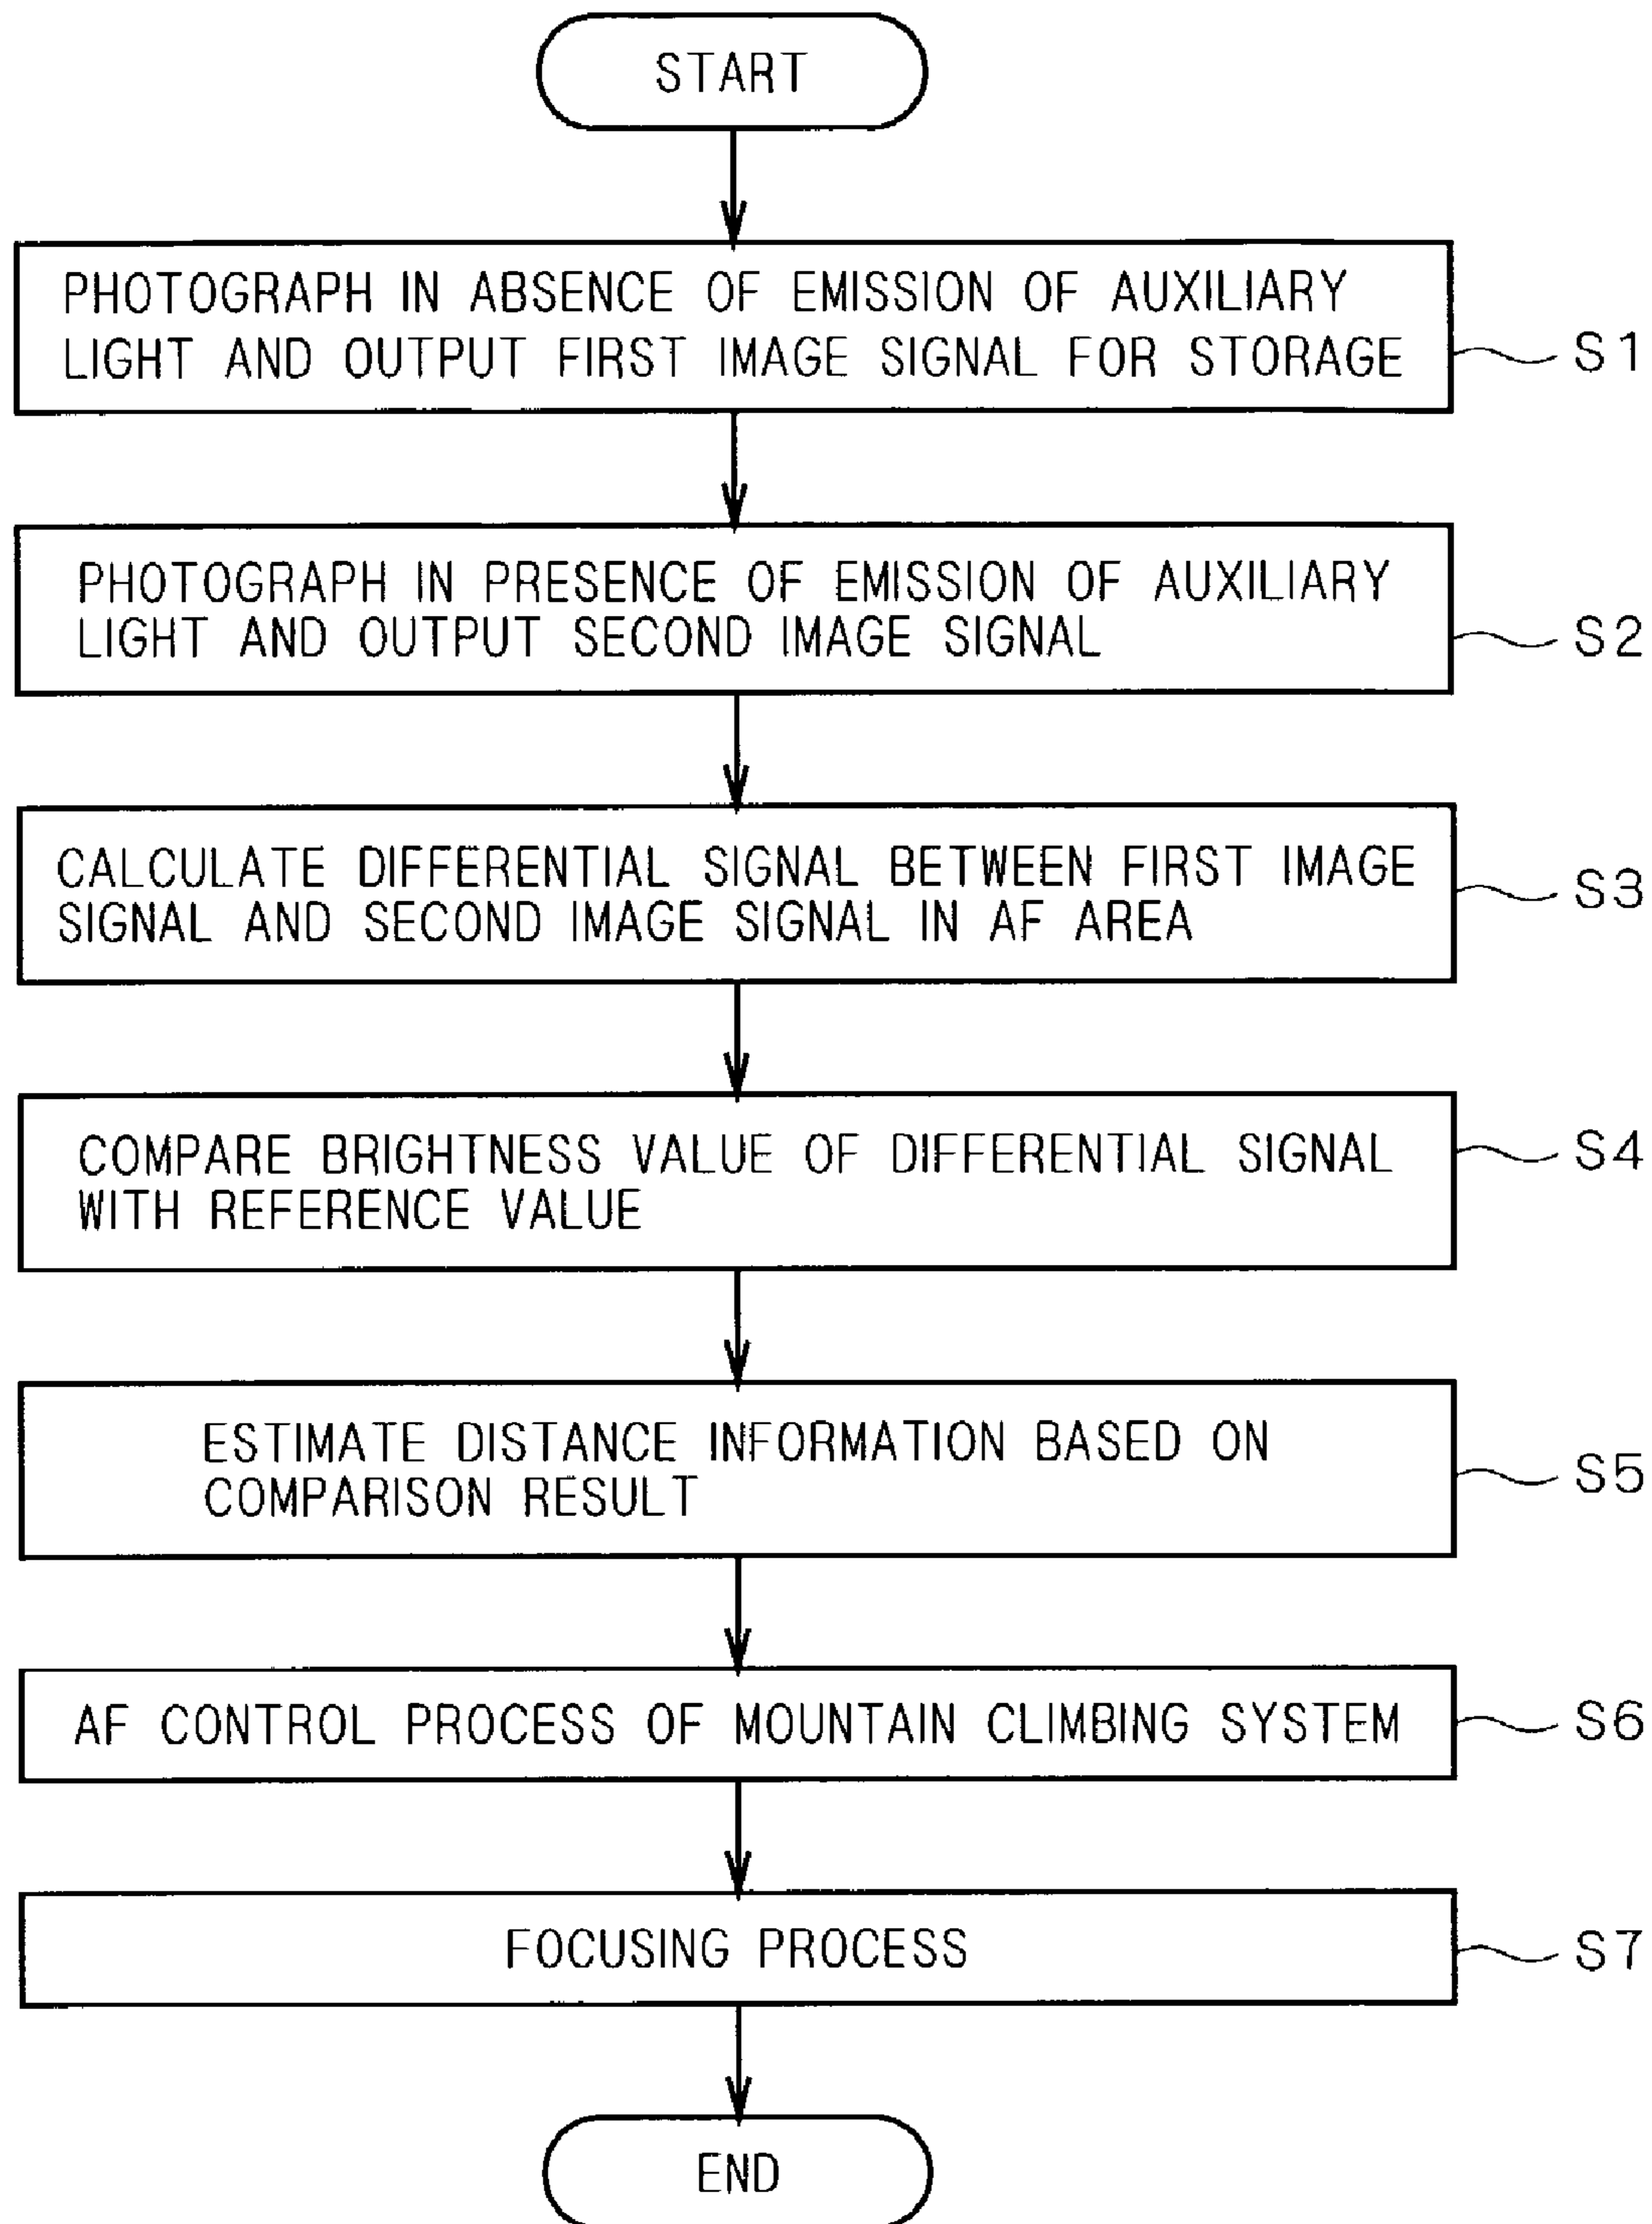 START
PHOTOGRAPH IN ABSENCE OF EMISSION OF AUXILIARY
LIGHT AND OUTPUT FIRST IMAGE SIGNAL FOR STORAGE
S1
PHOTOGRAPH IN PRESENCE OF EMISSION OF AUXILIARY
LIGHT AND OUTPUT SECOND IMAGE SIGNAL
S2
CALCULATE DIFFERENTIAL SIGNAL BETWEEN FIRST IMAGE
SIGNAL AND SECOND IMAGE SIGNAL IN AF AREA
S3
COMPARE BRIGHTNESS VALUE OF DIFFERENTIAL SIGNAL
WITH REFERENCE VALUE
S4
ESTIMATE DISTANCE INFORMATION BASED ON
COMPARISON RESULT
S5
AF CONTROL PROCESS OF MOUNTAIN CLIMBING SYSTEM
S6
FOCUSING PROCESS
S7
END